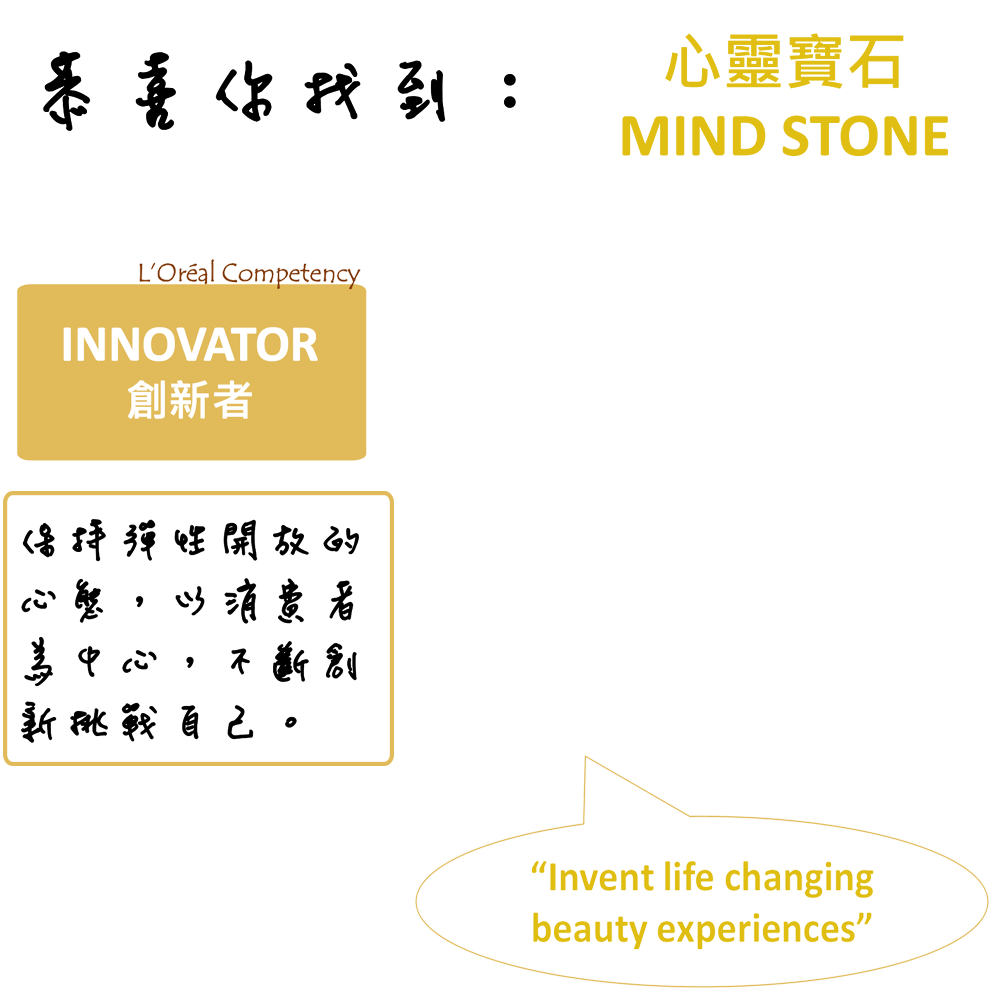 恭喜你找到：
心靈寶石
MIND STONE
L'Oréal Competency
INNOVATOR
創新者
保持彈性開放的
心態，以消費者
為中心，不斷創
新挑戰自己。
“Invent life changing
beauty experiences”